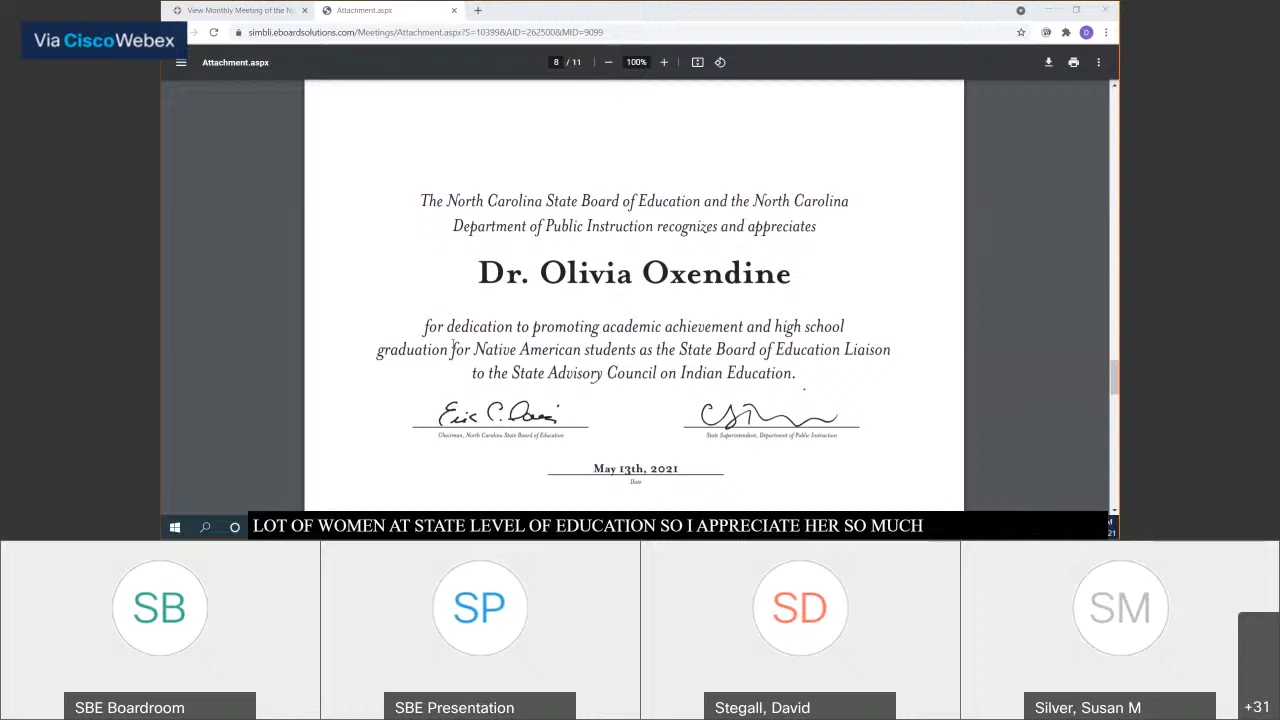 View Monthly Meeting of the N
Attachment.aspx
Via Cisco Webex
simbli.eboardsolutions.com/Meetings/Attachment.aspx?S=10399&AID=262500&MID=9099
D
Attachment.aspx
8 / 11
100%
The North Carolina State Board of Education and the North Carolina
Department of Public Instruction recognizes and appreciates
Dr. Olivia Oxendine
for dedication to promoting academic achievement and high school
graduation for Native American students as the State Board of Education Liaison
to the State Advisory Council on Indian Education.
Eric C. Davis
Chairman, North Carolina State Board of Education
State Superintendent, Department of Public Instruction
May 13th, 2021
Date
LOT OF WOMEN AT STATE LEVEL OF EDUCATION SO I APPRECIATE HER SO MUCH
SB
SP
SD
SM
SBE Boardroom
SBE Presentation
Stegall, David
Silver, Susan M
+31